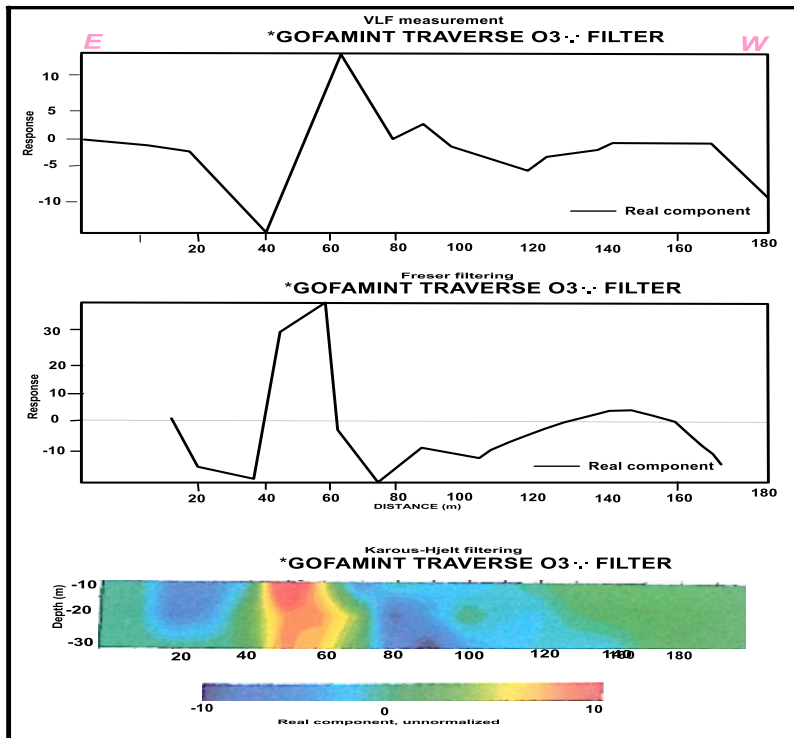 VLF measurement
*GOFAMINT TRAVERSE O3-.- FILTER
E W
10
5
0
-5
-10
Response
Real component
20 40 60 80 100 120 140 160 180
Freser filtering
*GOFAMINT TRAVERSE O3-.- FILTER
30
20
10
0
-10
Response
Real component
20 40 60 80 100 120 140 160 180
DISTANCE (m)
Karous-Hjelt filtering
*GOFAMINT TRAVERSE O3-.- FILTER
-10
-20
-30
Depth (m)
20 40 60 80 100 120 140 160 180
-10 0 10
Real component, unnormalized